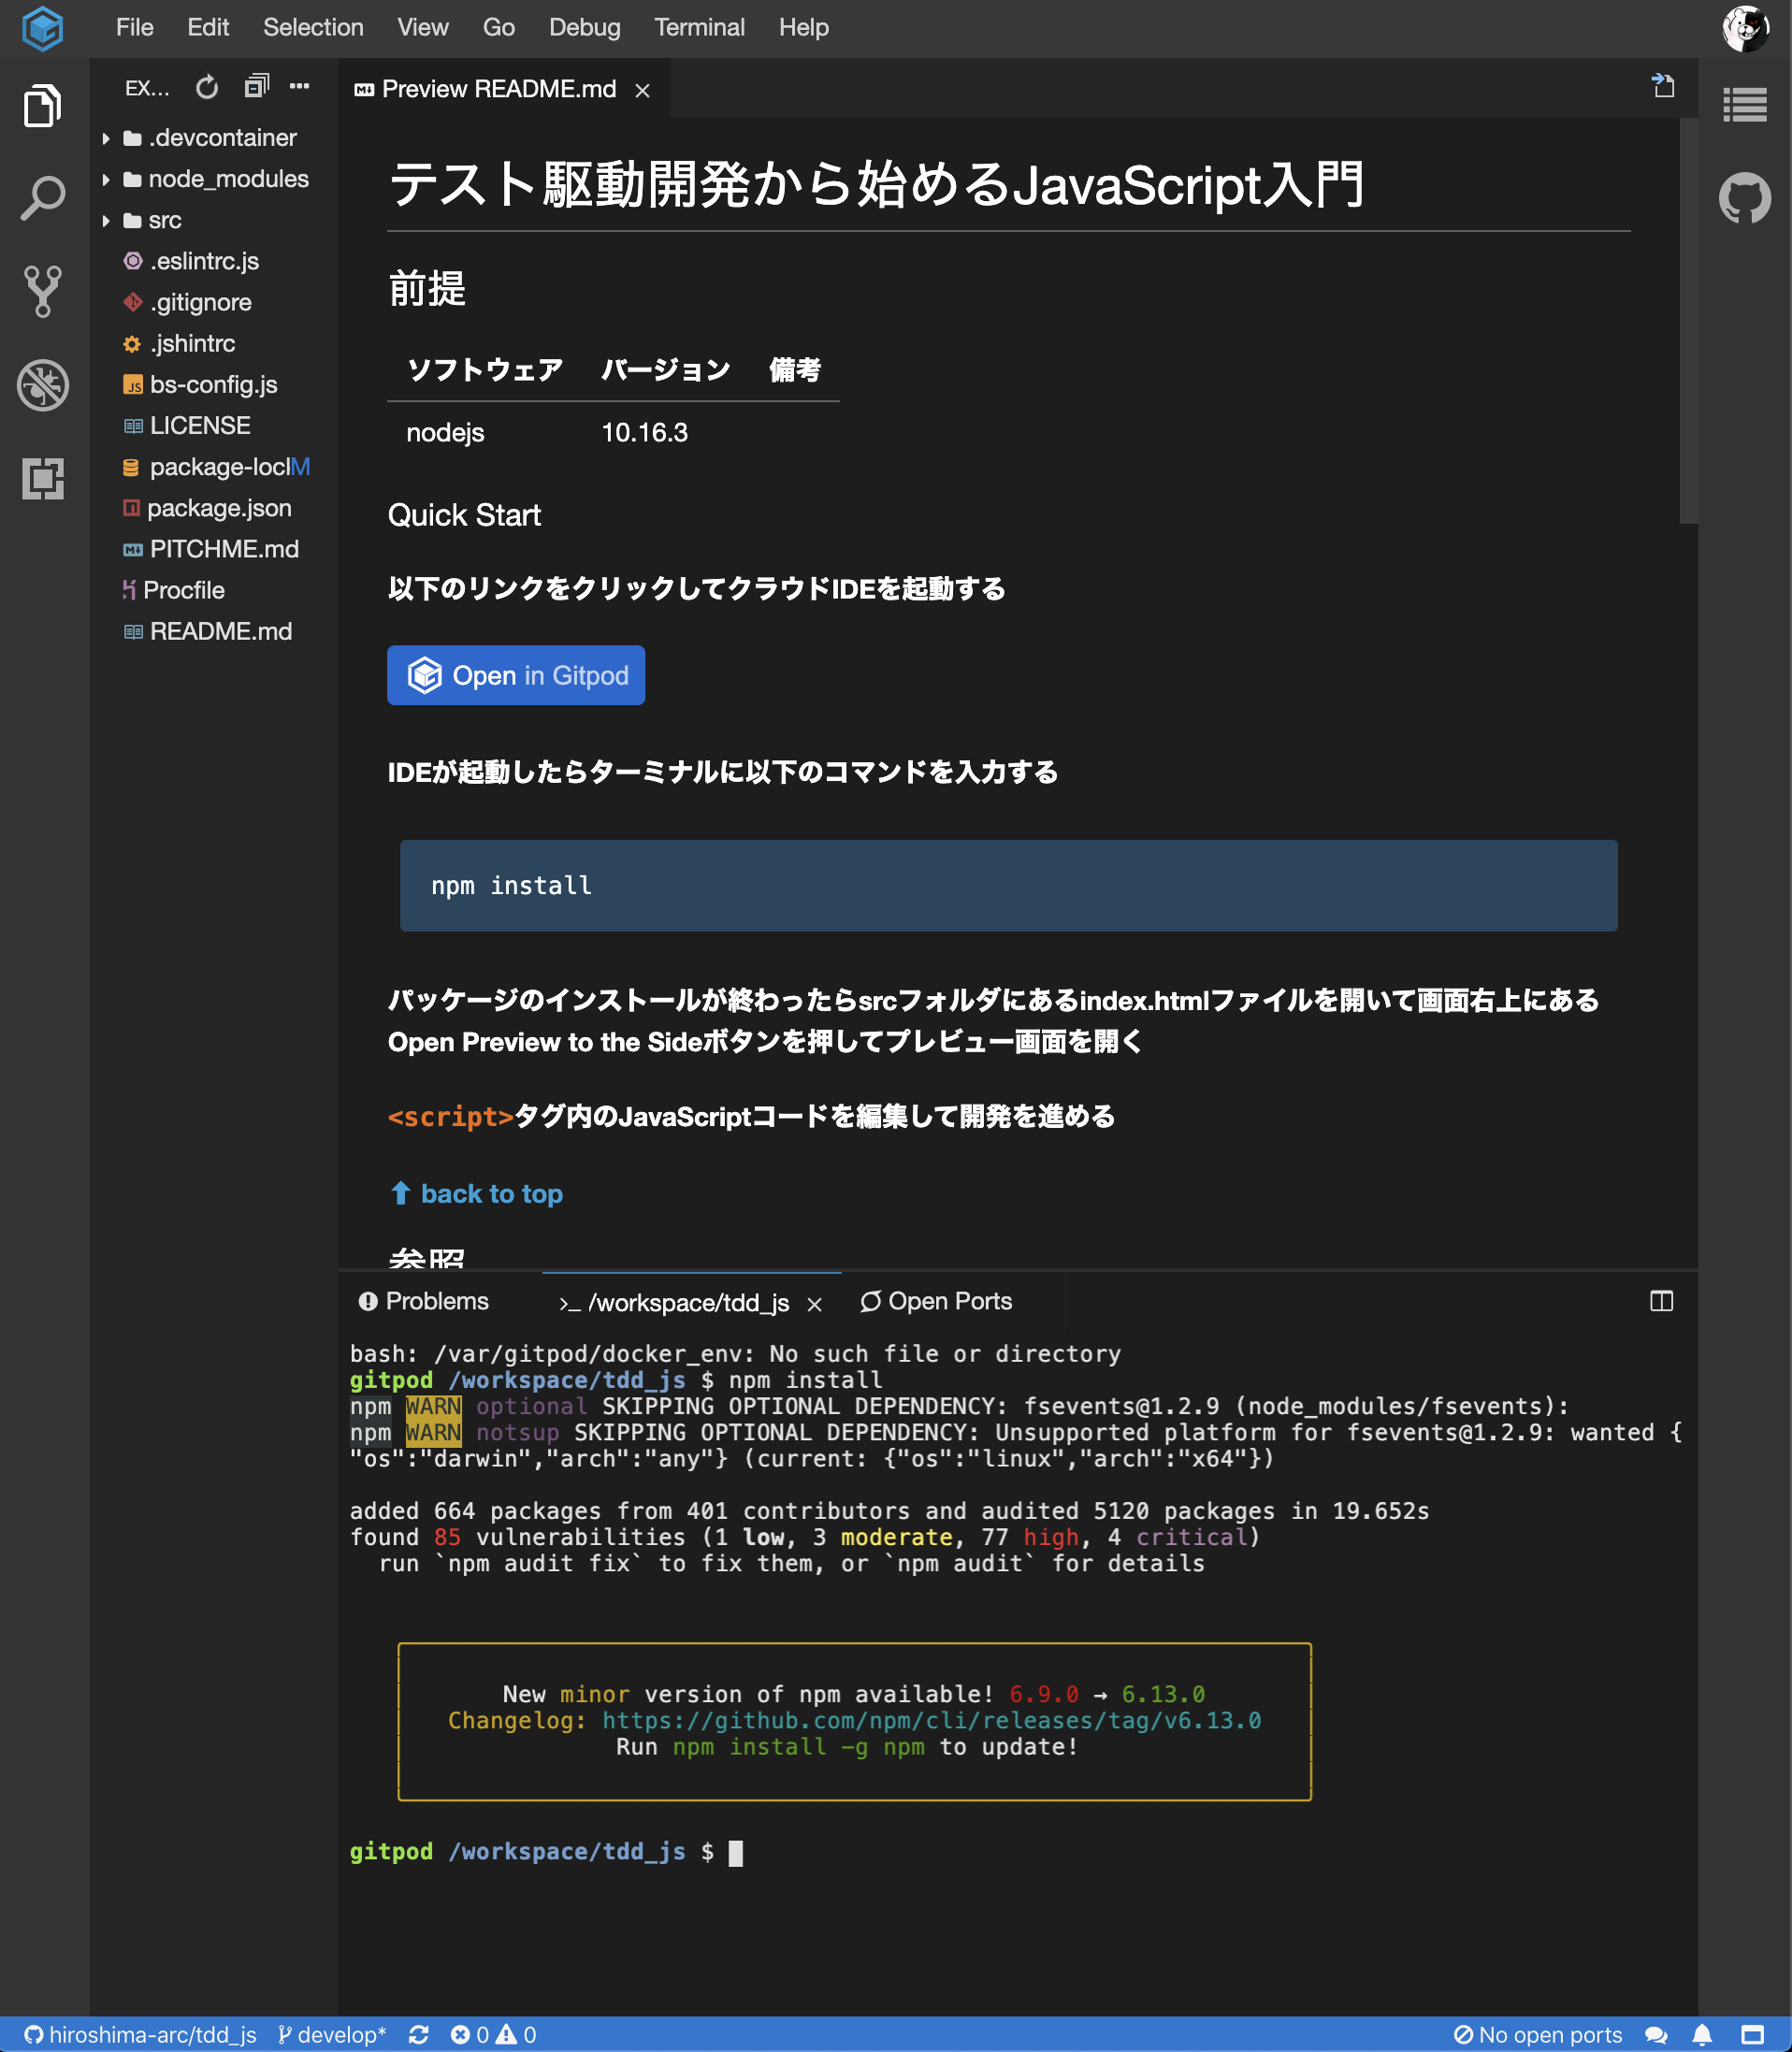 File Edit Selection View Go Debug Terminal Help
EX...
.devcontainer
node_modules
src
.eslintrc.js
.gitignore
.jshintrc
bs-config.js
LICENSE
package-locl M
package.json
PITCHME.md
Procfile
README.md
Preview README.md
テスト駆動開発から始めるJavaScript入門
前提
ソフトウェア バージョン 備考
nodejs 10.16.3
Quick Start
以下のリンクをクリックしてクラウドIDEを起動する
Open in Gitpod
IDEが起動したらターミナルに以下のコマンドを入力する
npm install
パッケージのインストールが終わったらsrcフォルダにあるindex.htmlファイルを開いて画面右上にある
Open Preview to the Sideボタンを押してプレビュー画面を開く
<script>タグ内のJavaScriptコードを編集して開発を進める
⬆ back to top
参照
Problems >_ /workspace/tdd_js Open Ports
bash: /var/gitpod/docker_env: No such file or directory
gitpod /workspace/tdd_js $ npm install
npm WARN optional SKIPPING OPTIONAL DEPENDENCY: fsevents@1.2.9 (node_modules/fsevents):
npm WARN notsup SKIPPING OPTIONAL DEPENDENCY: Unsupported platform for fsevents@1.2.9: wanted {
"os":"darwin","arch":"any"} (current: {"os":"linux","arch":"x64"})
added 664 packages from 401 contributors and audited 5120 packages in 19.652s
found 85 vulnerabilities (1 low, 3 moderate, 77 high, 4 critical)
run `npm audit fix` to fix them, or `npm audit` for details
New minor version of npm available! 6.9.0 → 6.13.0
Changelog: https://github.com/npm/cli/releases/tag/v6.13.0
Run npm install -g npm to update!
gitpod /workspace/tdd_js $
hiroshima-arc/tdd_js develop* 0 0 No open ports